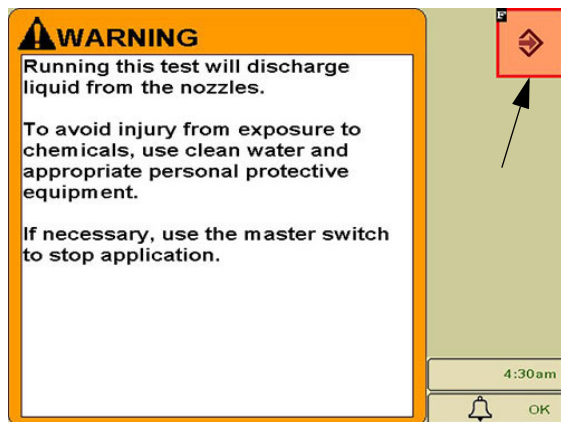 WARNING
Running this test will discharge
liquid from the nozzles.
To avoid injury from exposure to
chemicals, use clean water and
appropriate personal protective
equipment.
If necessary, use the master switch
to stop application.
F
4:30am
OK